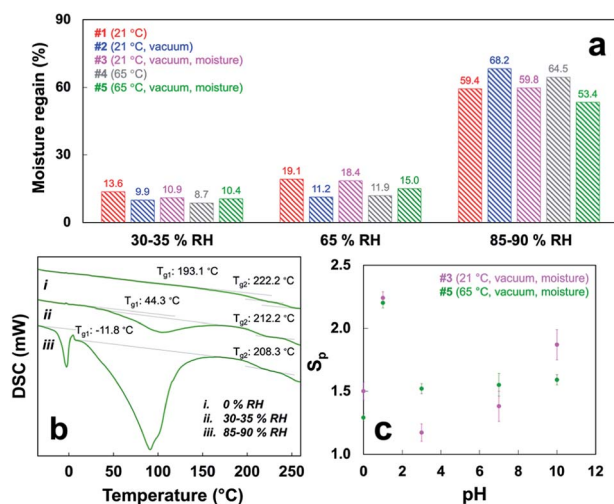 a
#1 (21 °C)
#2 (21 °C, vacuum)
#3 (21 °C, vacuum, moisture)
#4 (65 °C)
#5 (65 °C, vacuum, moisture)
Moisture regain (%)
90
60
30
0
13.6 9.9 10.9 8.7 10.4
19.1 11.2 18.4 11.9 15.0
59.4 68.2 59.8 64.5 53.4
30-35 % RH 65 % RH 85-90 % RH
b
DSC (mW)
i
Tg1: 193.1 °C
Tg2: 222.2 °C
ii
Tg1: 44.3 °C
Tg2: 212.2 °C
iii
Tg1: -11.8 °C
Tg2: 208.3 °C
i. 0 % RH
ii. 30-35 % RH
iii. 85-90 % RH
0 50 100 150 200 250
Temperature (°C)
c
#3 (21 °C, vacuum, moisture)
#5 (65 °C, vacuum, moisture)
Sp
2.5
2.0
1.5
1.0
0 2 4 6 8 10 12
pH